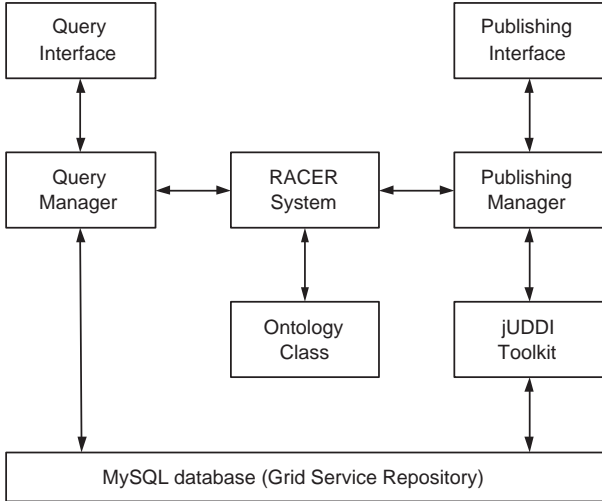 Query
Interface
Publishing
Interface
Query
Manager
RACER
System
Publishing
Manager
Ontology
Class
jUDDI
Toolkit
MySQL database (Grid Service Repository)